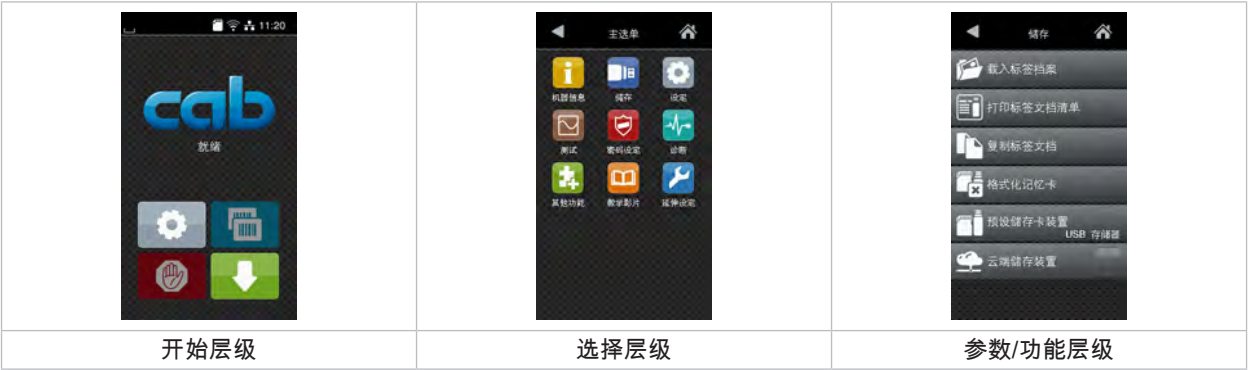 11:20
cab
就绪
开始层级
主选单
机器信息 储存 设定
测试 密码设定 诊断
其他功能 教学影片 延伸设定
选择层级
储存
载入标签档案
打印标签文档清单
复制标签文档
格式化记忆卡
预设储存卡装置
USB 存储器
云端储存装置
参数/功能层级